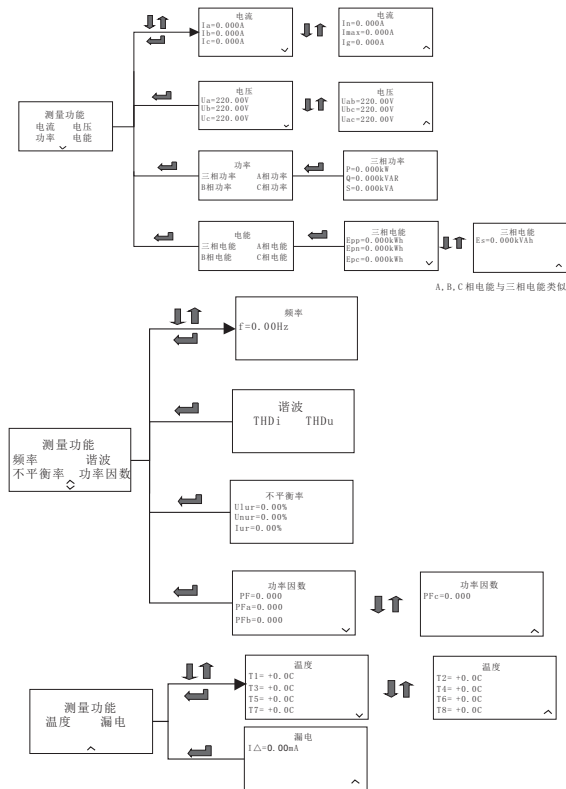 测量功能
电流 电压
功率 电能
电流
Ia=0.000A
Ib=0.000A
Ic=0.000A
电流
In=0.000A
Imax=0.000A
Ig=0.000A
电压
Ua=220.00V
Ub=220.00V
Uc=220.00V
电压
Uab=220.00V
Ubc=220.00V
Uac=220.00V
功率
三相功率 A相功率
B相功率 C相功率
三相功率
P=0.000kW
Q=0.000kVAR
S=0.000kVA
电能
三相电能 A相电能
B相电能 C相电能
三相电能
Epp=0.000kWh
Epn=0.000kWh
Epc=0.000kWh
三相电能
Es=0.000kVAh
A,B,C相电能与三相电能类似
测量功能
频率 谐波
不平衡率 功率因数
频率
f=0.00Hz
谐波
THDi THDu
不平衡率
Ulur=0.00%
Unur=0.00%
Iur=0.00%
功率因数
PF=0.000
PFa=0.000
PFb=0.000
功率因数
PFc=0.000
测量功能
温度 漏电
温度
T1= +0.0C
T3= +0.0C
T5= +0.0C
T7= +0.0C
温度
T2= +0.0C
T4= +0.0C
T6= +0.0C
T8= +0.0C
漏电
I△=0.00mA